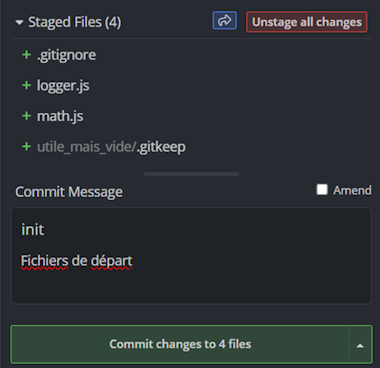 Staged Files (4)
Unstage all changes
.gitignore
logger.js
math.js
utile_mais_vide/.gitkeep
Commit Message
Amend
init
Fichiers de départ
Commit changes to 4 files